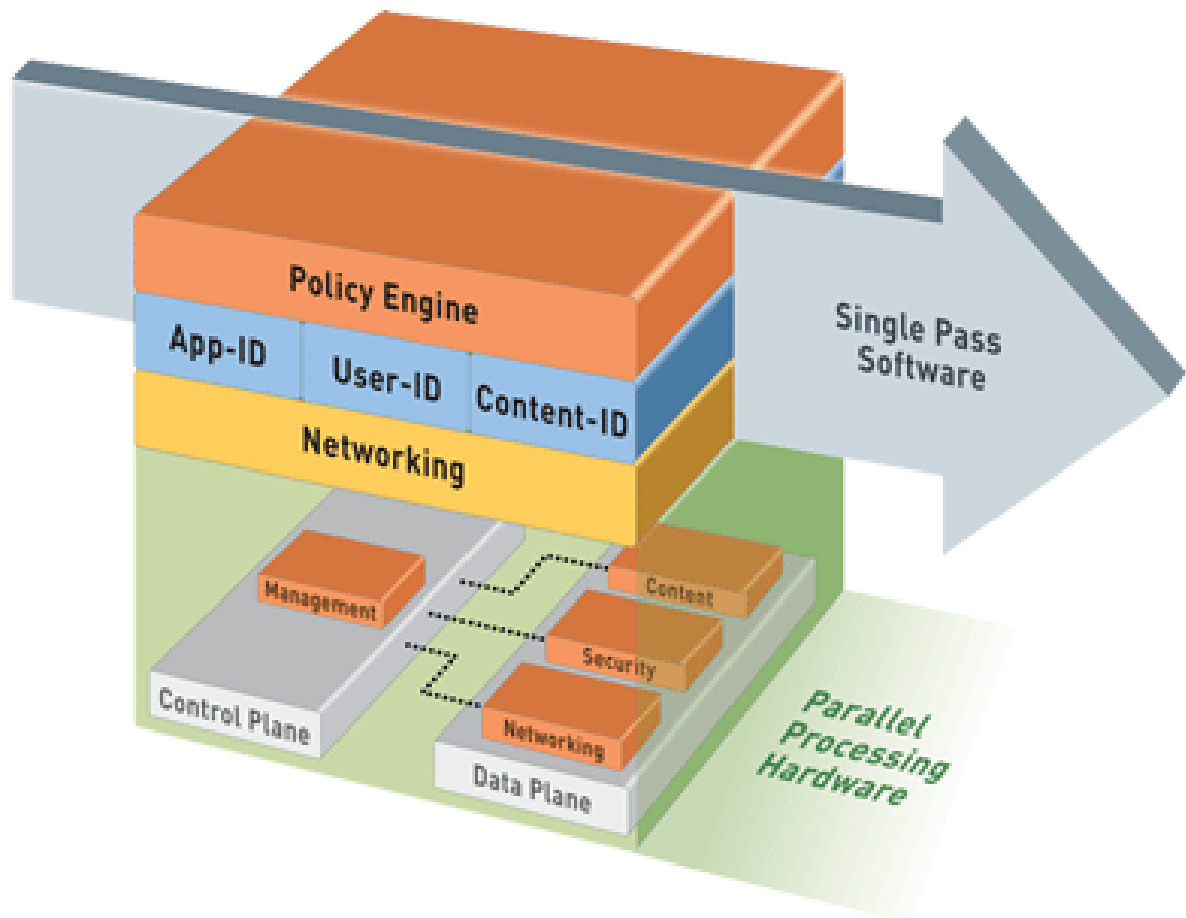 Policy Engine
App-ID
User-ID
Content-ID
Networking
Single Pass
Software
Management
Content
Security
Networking
Control Plane
Data Plane
Parallel
Processing
Hardware